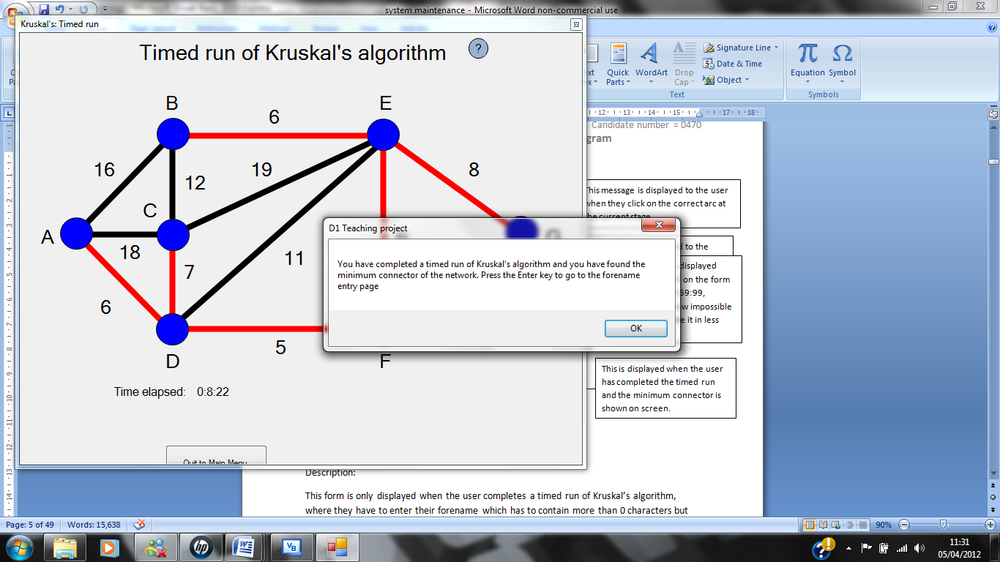 system maintenance - Microsoft Word non-commercial use
Kruskal's: Timed run
Timed run of Kruskal's algorithm
?
B
E
6
16
12
19
8
C
A
18
7
11
6
5
D
F
Time elapsed: 0:8:22
Quit to Main Menu
D1 Teaching project
You have completed a timed run of Kruskal's algorithm and you have found the
minimum connector of the network. Press the Enter key to go to the forename
entry page
OK
Quick
Parts
WordArt
Drop
Cap
Signature Line
Date & Time
Object
Text
Equation
Symbol
Symbols
12 13 14 15 17 18
Candidate number = 0470
gram
This message is displayed to the user
when they click on the correct arc at
the current stage
d to the
displayed
on the form
59:99,
w impossible
e it in less
This is displayed when the user
has completed the timed run
and the minimum connector is
shown on screen.
Description:
This form is only displayed when the user completes a timed run of Kruskal's algorithm,
where they have to enter their forename which has to contain more than 0 characters but
Page: 5 of 49
Words: 15,638
90%
11:31
05/04/2012